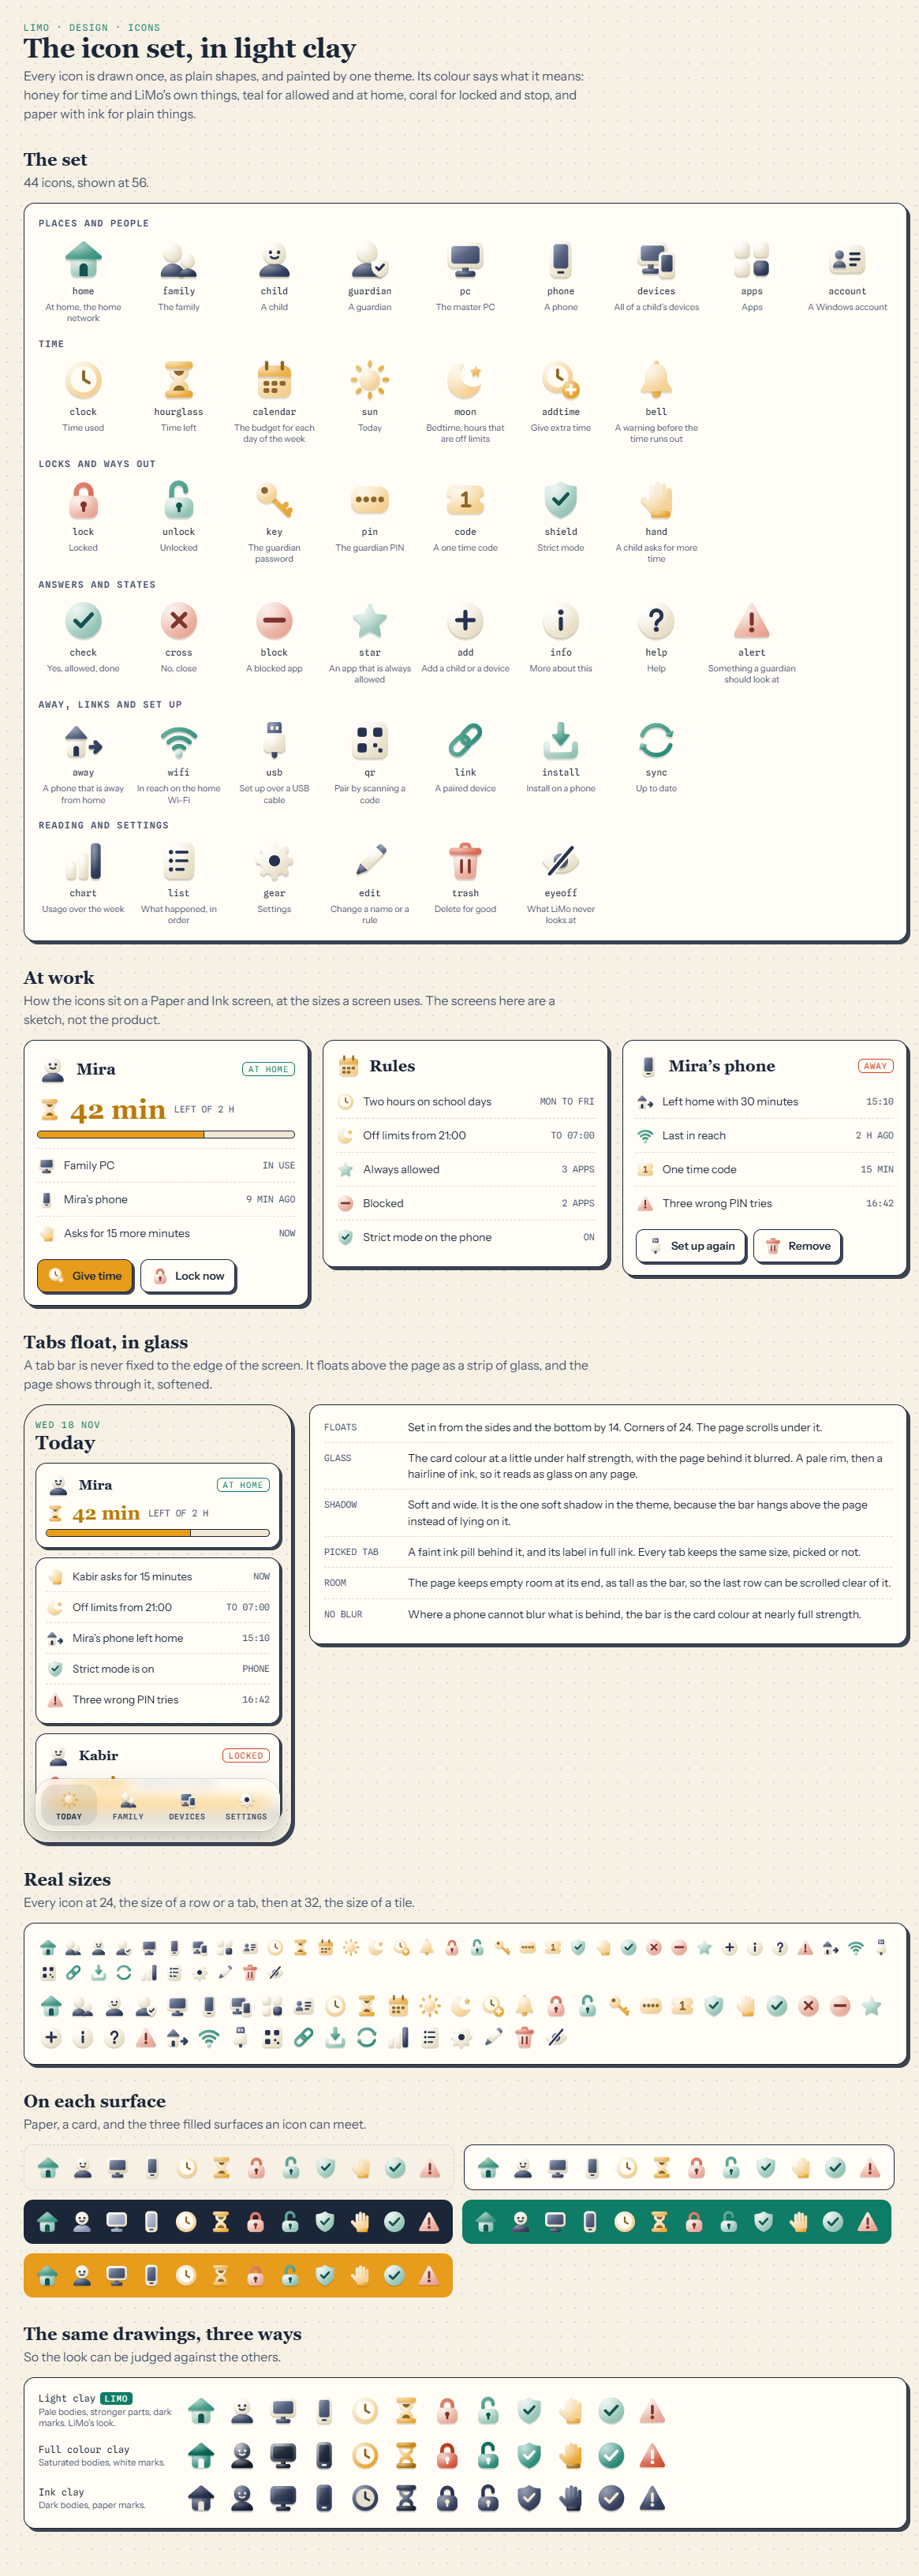 LIMO · DESIGN · ICONS
The icon set, in light clay
Every icon is drawn once, as plain shapes, and painted by one theme. Its colour says what it means:
honey for time and LiMo's own things, teal for allowed and at home, coral for locked and stop, and
paper with ink for plain things.
The set
44 icons, shown at 56.
PLACES AND PEOPLE
home family child guardian pc phone devices apps account
At home, the home The family A child A guardian The master PC A phone All of a child's devices Apps A Windows account
network
TIME
clock hourglass calendar sun moon addtime bell
Time used Time left The budget for each Today Bedtime, hours that Give extra time A warning before the
day of the week are off limits time runs out
LOCKS AND WAYS OUT
1
lock unlock key pin code shield hand
Locked Unlocked The guardian The guardian PIN A one time code Strict mode A child asks for more
password time
ANSWERS AND STATES
check cross block star add info help alert
Yes, allowed, done No, close A blocked app An app that is always Add a child or a device More about this Help Something a guardian
allowed should look at
AWAY, LINKS AND SET UP
away wifi usb qr link install sync
A phone that is away In reach on the home Set up over a USB Pair by scanning a A paired device Install on a phone Up to date
from home Wi-Fi cable code
READING AND SETTINGS
chart list gear edit trash eyeoff
Usage over the week What happened, in Settings Change a name or a Delete for good What LiMo never
order rule looks at
At work
How the icons sit on a Paper and Ink screen, at the sizes a screen uses. The screens here are a
sketch, not the product.
Mira AT HOME
42 min LEFT OF 2 H
Family PC IN USE
Mira's phone 9 MIN AGO
Asks for 15 more minutes NOW
Give time Lock now
Rules
Two hours on school days MON TO FRI
Off limits from 21:00 TO 07:00
Always allowed 3 APPS
Blocked 2 APPS
Strict mode on the phone ON
Mira's phone AWAY
Left home with 30 minutes 15:10
Last in reach 2 H AGO
One time code 15 MIN
Three wrong PIN tries 16:42
Set up again Remove
Tabs float, in glass
A tab bar is never fixed to the edge of the screen. It floats above the page as a strip of glass, and the
page shows through it, softened.
WED 18 NOV
Today
Mira AT HOME
42 min LEFT OF 2 H
Kabir asks for 15 minutes NOW
Off limits from 21:00 TO 07:00
Mira's phone left home 15:10
Strict mode is on PHONE
Three wrong PIN tries 16:42
Kabir LOCKED
TODAY FAMILY DEVICES SETTINGS
FLOATS Set in from the sides and the bottom by 14. Corners of 24. The page scrolls under it.
GLASS The card colour at a little under half strength, with the page behind it blurred. A pale rim, then a
hairline of ink, so it reads as glass on any page.
SHADOW Soft and wide. It is the one soft shadow in the theme, because the bar hangs above the page
instead of lying on it.
PICKED TAB A faint ink pill behind it, and its label in full ink. Every tab keeps the same size, picked or not.
ROOM The page keeps empty room at its end, as tall as the bar, so the last row can be scrolled clear of it.
NO BLUR Where a phone cannot blur what is behind, the bar is the card colour at nearly full strength.
Real sizes
Every icon at 24, the size of a row or a tab, then at 32, the size of a tile.
On each surface
Paper, a card, and the three filled surfaces an icon can meet.
The same drawings, three ways
So the look can be judged against the others.
Light clay LIMO
Pale bodies, stronger parts, dark
marks. LiMo's look.
Full colour clay
Saturated bodies, white marks.
Ink clay
Dark bodies, paper marks.